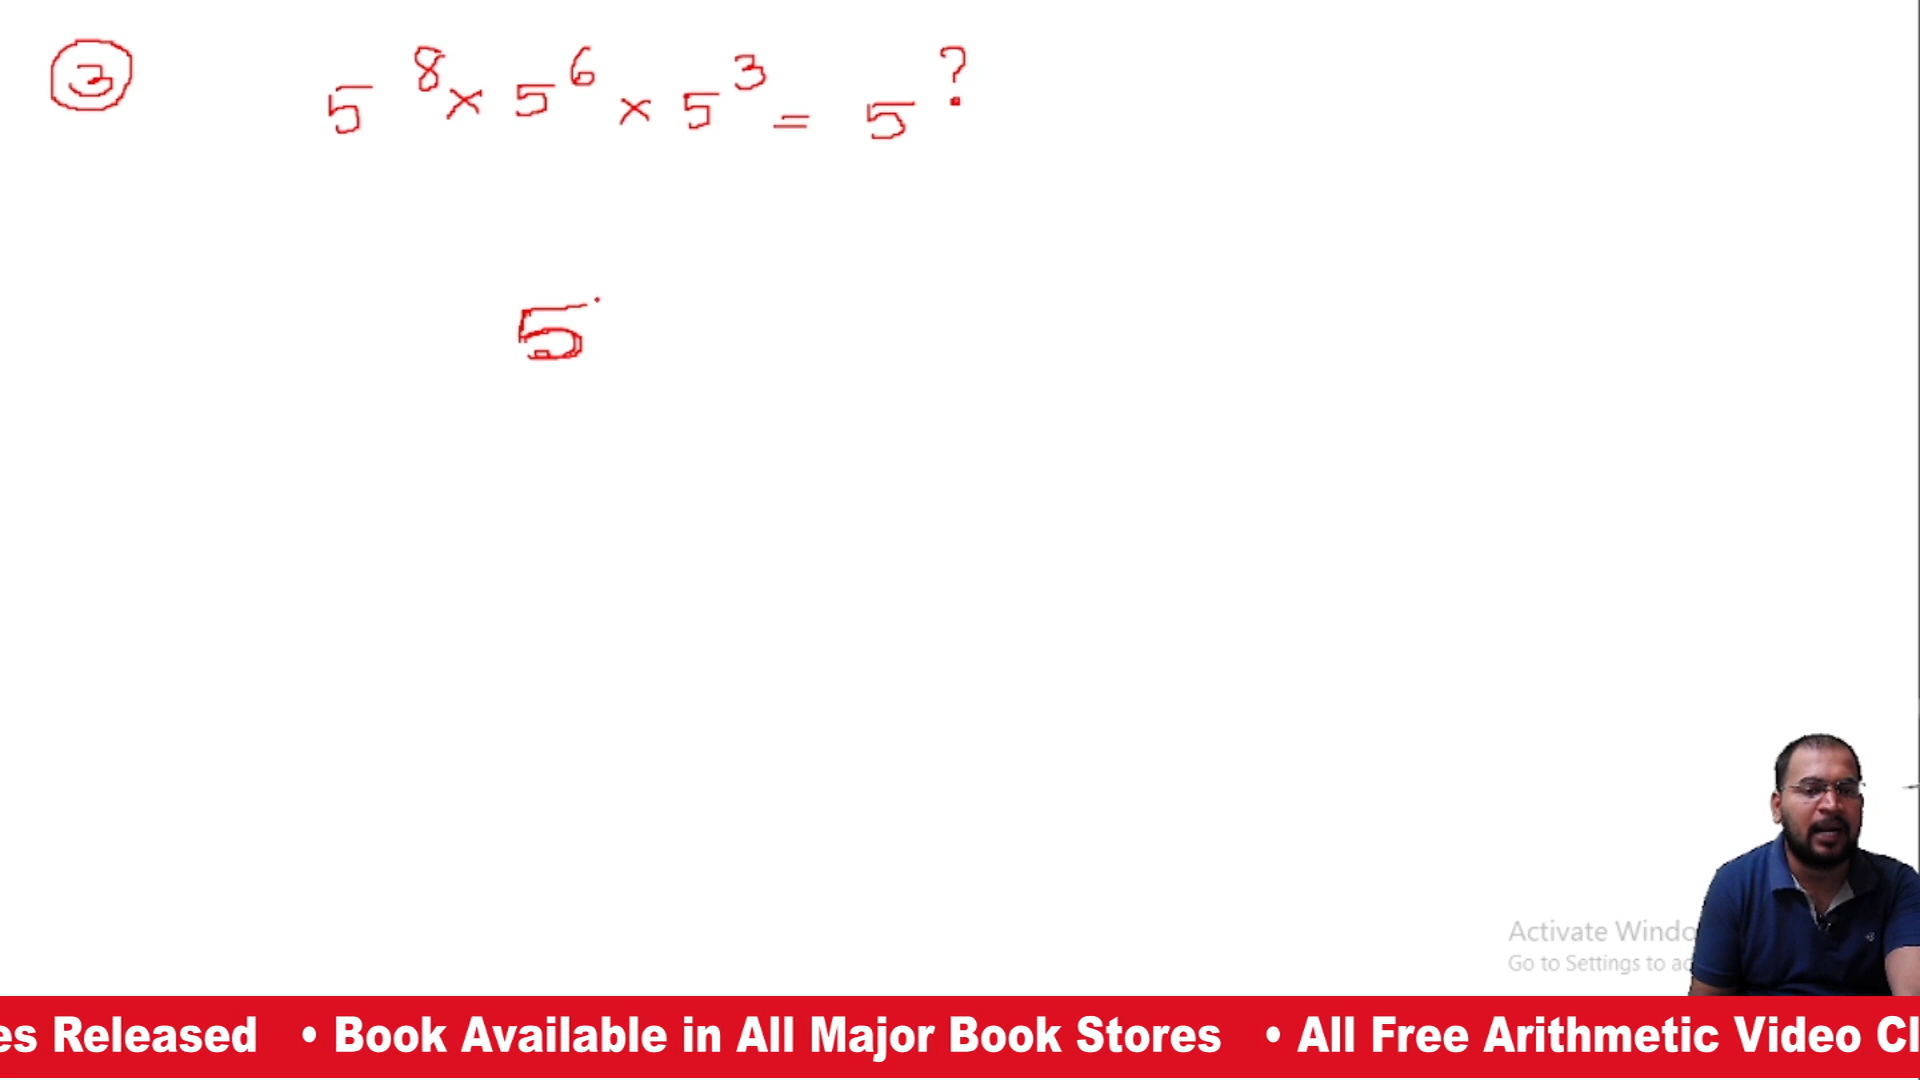 3 5^8 × 5^6 × 5^3 = 5^?
5
Activate Windo
Go to Settings to ac
es Released • Book Available in All Major Book Stores • All Free Arithmetic Video Cl